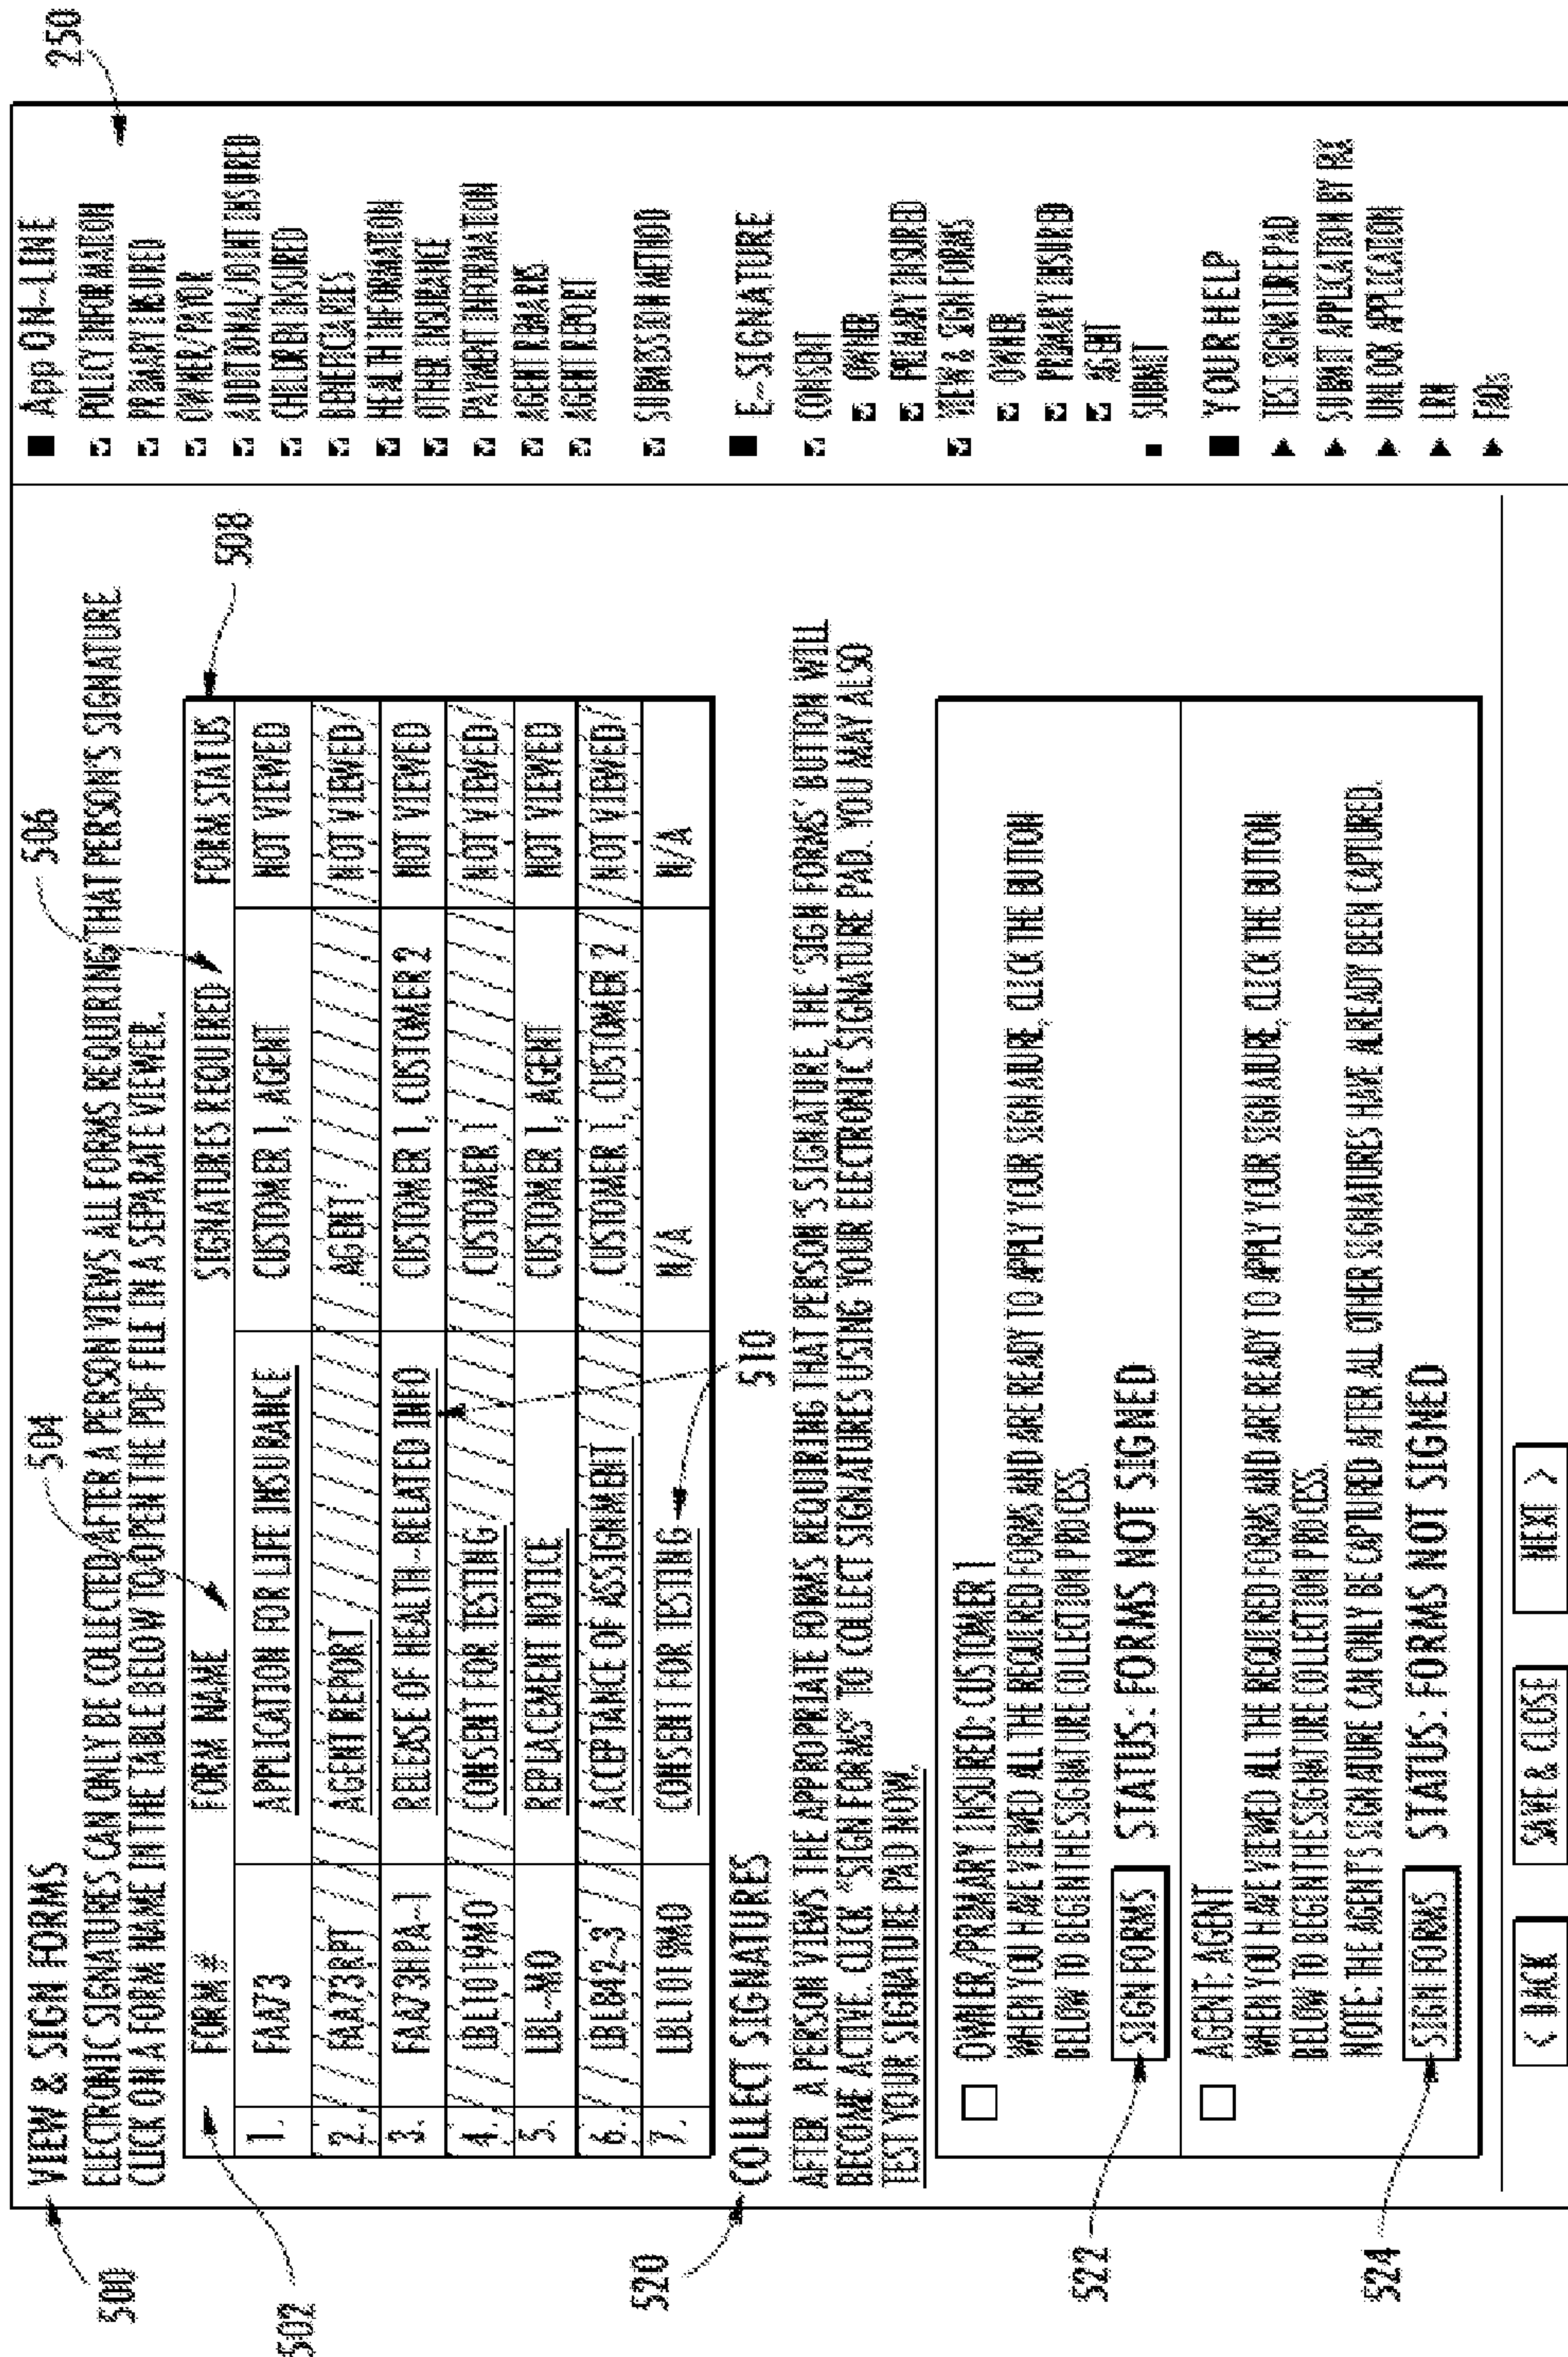 500
VIEW & SIGN FORMS
ELECTRONIC SIGNATURES CAN ONLY BE COLLECTED AFTER A PERSON VIEWS ALL FORMS REQUIRING THAT PERSON'S SIGNATURE.
CLICK ON A FORM NAME IN THE TABLE BELOW TO OPEN THE PDF FILE IN A SEPARATE VIEWER.
502
504
506
508
FORM # FORM NAME SIGNATURES REQUIRED FORM STATUS
1. FAA73 APPLICATION FOR LIFE INSURANCE CUSTOMER 1, AGENT NOT VIEWED
2. FAA73RPT AGENT REPORT AGENT NOT VIEWED
3. FAA73HPA-1 RELEASE OF HEALTH-RELATED INFO CUSTOMER 1, CUSTOMER 2 NOT VIEWED
4. LBL1019MO CONSENT FOR TESTING CUSTOMER 1 NOT VIEWED
5. LBL-MO REPLACEMENT NOTICE CUSTOMER 1, AGENT NOT VIEWED
6. ACCEPTANCE OF ASSIGNMENT CUSTOMER 1, CUSTOMER 2 NOT VIEWED
7. LBL1019MO CONSENT FOR TESTING N/A N/A
510
520
COLLECT SIGNATURES
AFTER A PERSON VIEWS THE APPROPRIATE FORMS REQUIRING THAT PERSON'S SIGNATURE, THE 'SIGN FORMS' BUTTON WILL
BECOME ACTIVE. CLICK "SIGN FORMS" TO COLLECT SIGNATURES USING YOUR ELECTRONIC SIGNATURE PAD. YOU MAY ALSO
TEST YOUR SIGNATURE PAD NOW.
OWNER/PRIMARY INSURED: CUSTOMER 1
WHEN YOU HAVE VIEWED ALL THE REQUIRED FORMS AND ARE READY TO APPLY YOUR SIGNATURE, CLICK THE BUTTON
BELOW TO BEGIN THE SIGNATURE COLLECTION PROCESS.
522
SIGN FORMS STATUS: FORMS NOT SIGNED
AGENT: AGENT
WHEN YOU HAVE VIEWED ALL THE REQUIRED FORMS AND ARE READY TO APPLY YOUR SIGNATURE, CLICK THE BUTTON
BELOW TO BEGIN THE SIGNATURE COLLECTION PROCESS.
NOTE: THE AGENT'S SIGNATURE CAN ONLY BE CAPTURED AFTER ALL OTHER SIGNATURES HAVE ALREADY BEEN CAPTURED.
524
SIGN FORMS STATUS: FORMS NOT SIGNED
< BACK SAVE & CLOSE NEXT >
250
App ON-LINE
POLICY INFORMATION
PRIMARY INSURED
OWNER/PAYOR
ADDITIONAL/JOINT INSURED
CHILDREN INSURED
BENEFICIARIES
HEALTH INFORMATION
OTHER INSURANCE
PAYMENT INFORMATION
AGENT REMARKS
AGENT REPORT
SUBMISSION METHOD
E-SIGNATURE
CONSENT
OWNER
PRIMARY INSURED
VIEW & SIGN FORMS
OWNER
PRIMARY INSURED
AGENT
SUBMIT
YOUR HELP
TEST SIGNATURE PAD
SUBMIT APPLICATION BY FAX
UNLOCK APPLICATION
LRN
FAQs